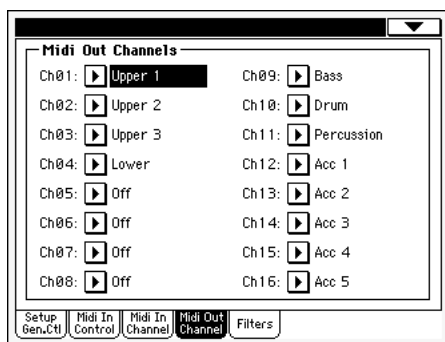 Midi Out Channels
Ch01: Upper 1
Ch02: Upper 2
Ch03: Upper 3
Ch04: Lower
Ch05: Off
Ch06: Off
Ch07: Off
Ch08: Off
Ch09: Bass
Ch10: Drum
Ch11: Percussion
Ch12: Acc 1
Ch13: Acc 2
Ch14: Acc 3
Ch15: Acc 4
Ch16: Acc 5
Setup
Gen.Ctl
Midi In
Control
Midi In
Channel
Midi Out
Channel
Filters